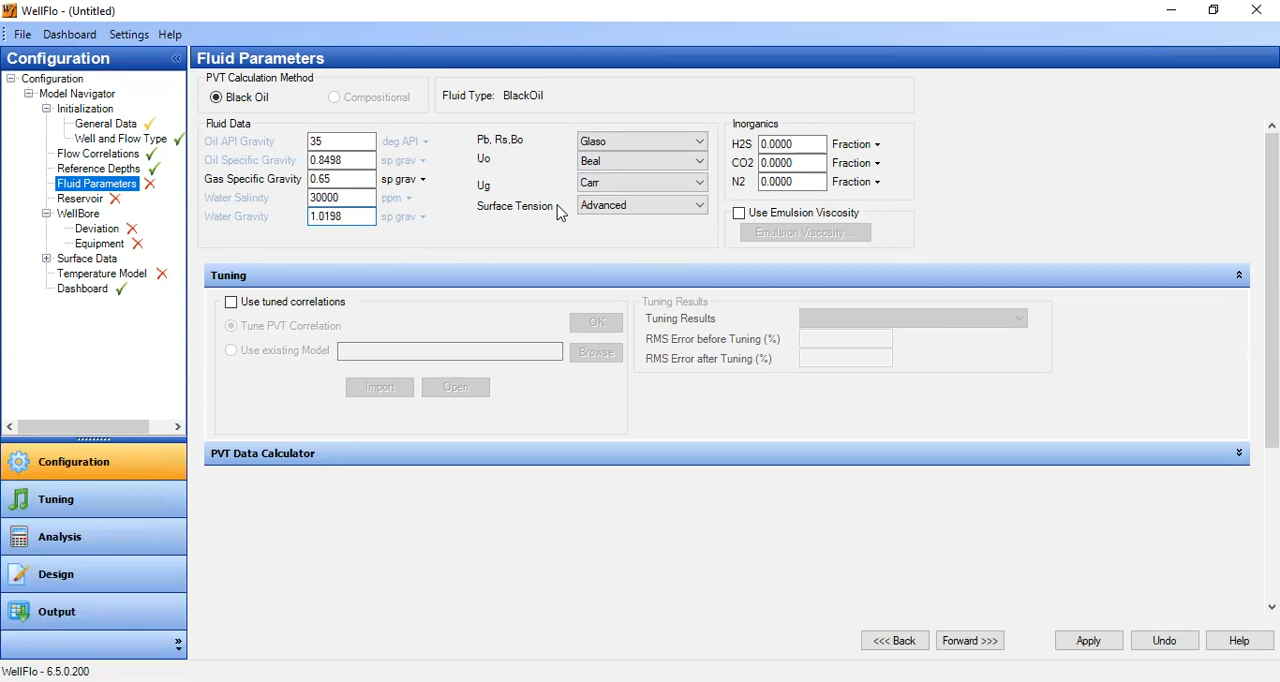 WellFlo - (Untitled)
File Dashboard Settings Help
Configuration «
Configuration
Model Navigator
Initialization
General Data
Well and Flow Type
Flow Correlations
Reference Depths
Fluid Parameters
Reservoir
WellBore
Deviation
Equipment
Surface Data
Temperature Model
Dashboard
Configuration
Tuning
Analysis
Design
Output
WellFlo - 6.5.0.200
Fluid Parameters
PVT Calculation Method
Black Oil Compositional
Fluid Type: BlackOil
Fluid Data
Oil API Gravity 35 deg API
Oil Specific Gravity 0.8498 sp grav
Gas Specific Gravity 0.65 sp grav
Water Salinity 30000 ppm
Water Gravity 1.0198 sp grav
Pb, Rs,Bo Glaso
Uo Beal
Ug Carr
Surface Tension Advanced
Inorganics
H2S 0.0000 Fraction
CO2 0.0000 Fraction
N2 0.0000 Fraction
Use Emulsion Viscosity
Emulsion Viscosity ...
Tuning
Use tuned correlations
Tune PVT Correlation OK
Use existing Model Browse
Import Open
Tuning Results
Tuning Results
RMS Error before Tuning (%)
RMS Error after Tuning (%)
PVT Data Calculator
<<< Back Forward >>> Apply Undo Help